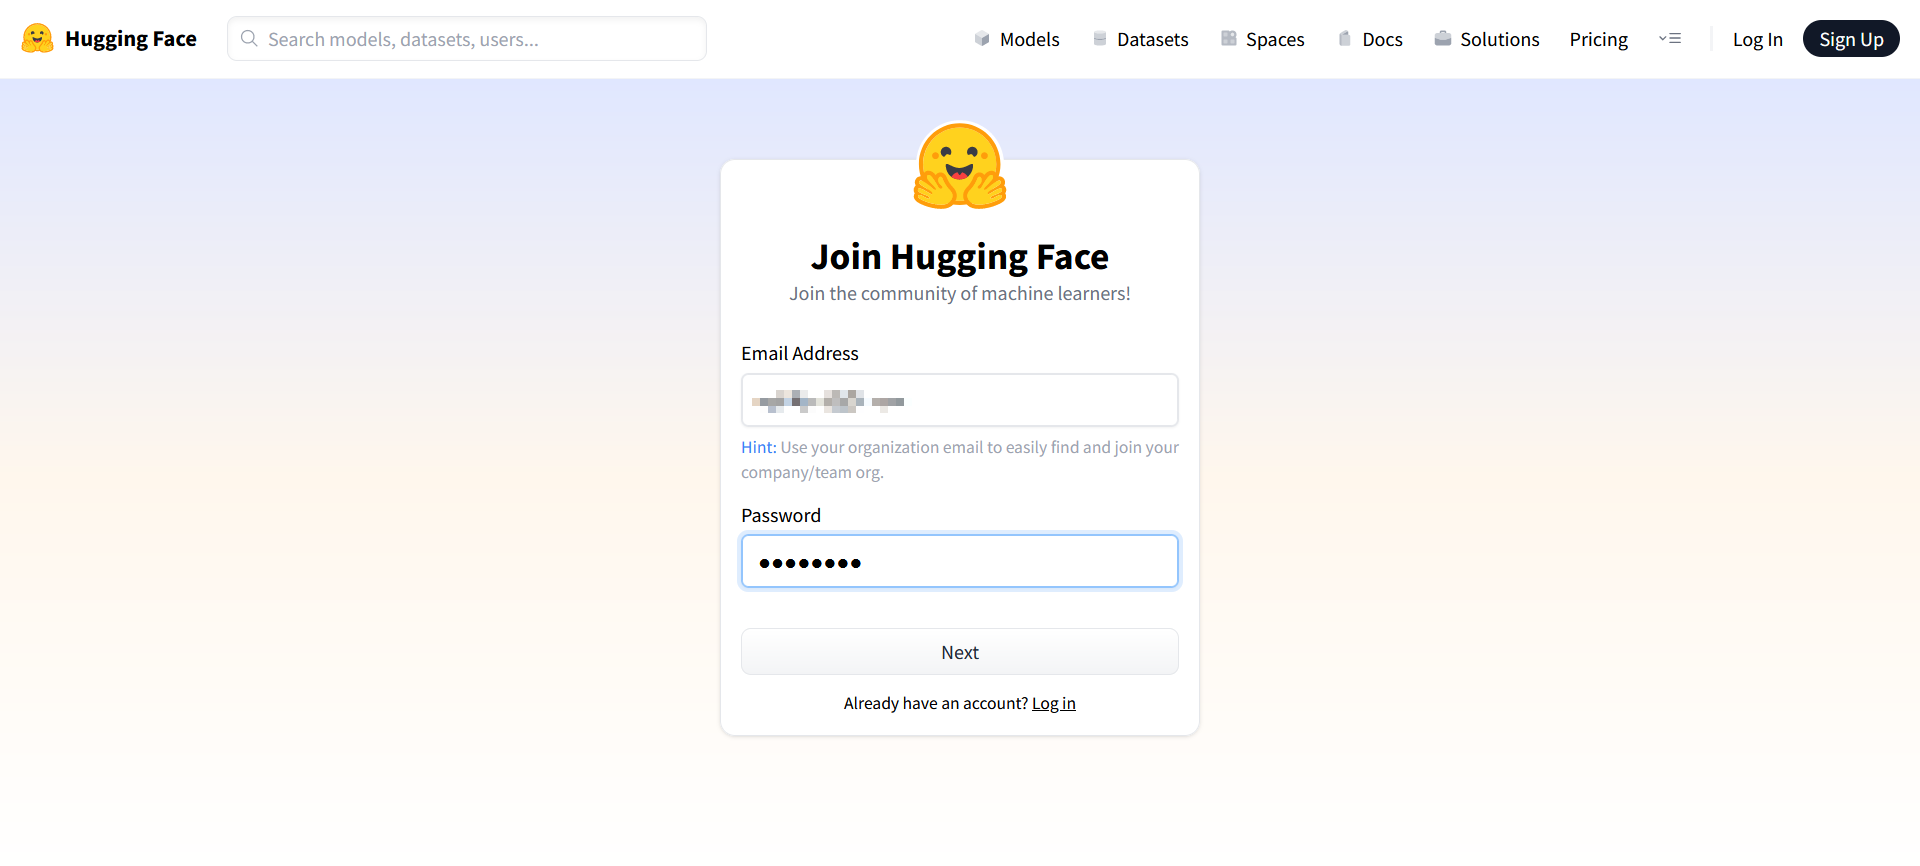 Hugging Face
Search models, datasets, users...
Models
Datasets
Spaces
Docs
Solutions
Pricing
Log In
Sign Up
Join Hugging Face
Join the community of machine learners!
Email Address
Hint: Use your organization email to easily find and join your
company/team org.
Password
Next
Already have an account? Log in